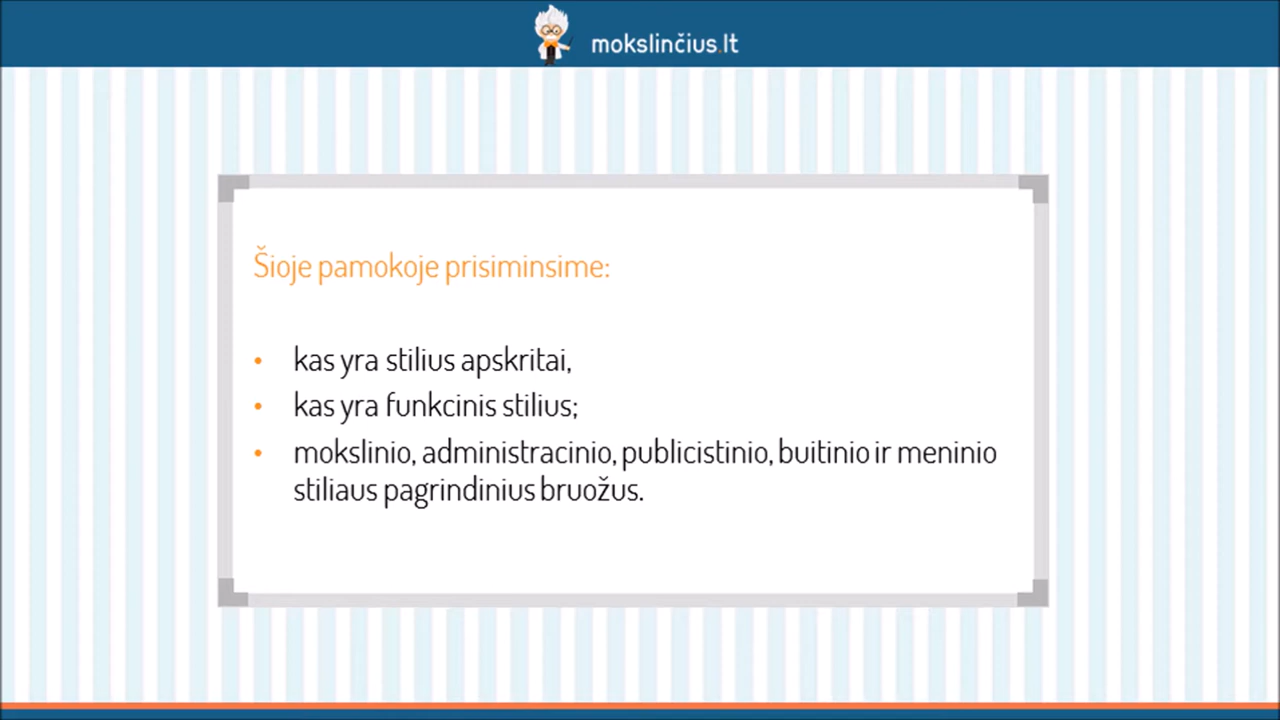 mokslinčius.lt
Šioje pamokoje prisiminsime:
• kas yra stilius apskritai,
• kas yra funkcinis stilius;
• mokslinio, administracinio, publicistinio, buitinio ir meninio
stiliaus pagrindinius bruožus.